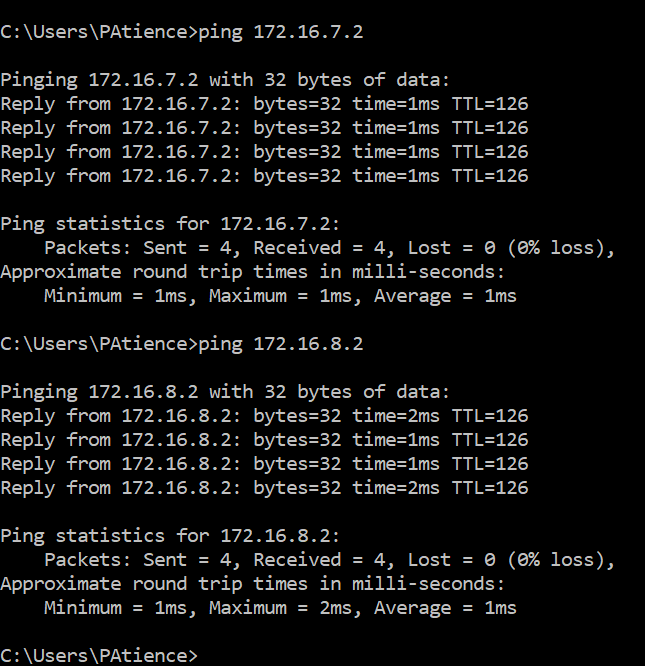 C:\Users\PAtience>ping 172.16.7.2
Pinging 172.16.7.2 with 32 bytes of data:
Reply from 172.16.7.2: bytes=32 time=1ms TTL=126
Reply from 172.16.7.2: bytes=32 time=1ms TTL=126
Reply from 172.16.7.2: bytes=32 time=1ms TTL=126
Reply from 172.16.7.2: bytes=32 time=1ms TTL=126
Ping statistics for 172.16.7.2:
    Packets: Sent = 4, Received = 4, Lost = 0 (0% loss),
Approximate round trip times in milli-seconds:
    Minimum = 1ms, Maximum = 1ms, Average = 1ms
C:\Users\PAtience>ping 172.16.8.2
Pinging 172.16.8.2 with 32 bytes of data:
Reply from 172.16.8.2: bytes=32 time=2ms TTL=126
Reply from 172.16.8.2: bytes=32 time=1ms TTL=126
Reply from 172.16.8.2: bytes=32 time=1ms TTL=126
Reply from 172.16.8.2: bytes=32 time=2ms TTL=126
Ping statistics for 172.16.8.2:
    Packets: Sent = 4, Received = 4, Lost = 0 (0% loss),
Approximate round trip times in milli-seconds:
    Minimum = 1ms, Maximum = 2ms, Average = 1ms
C:\Users\PAtience>